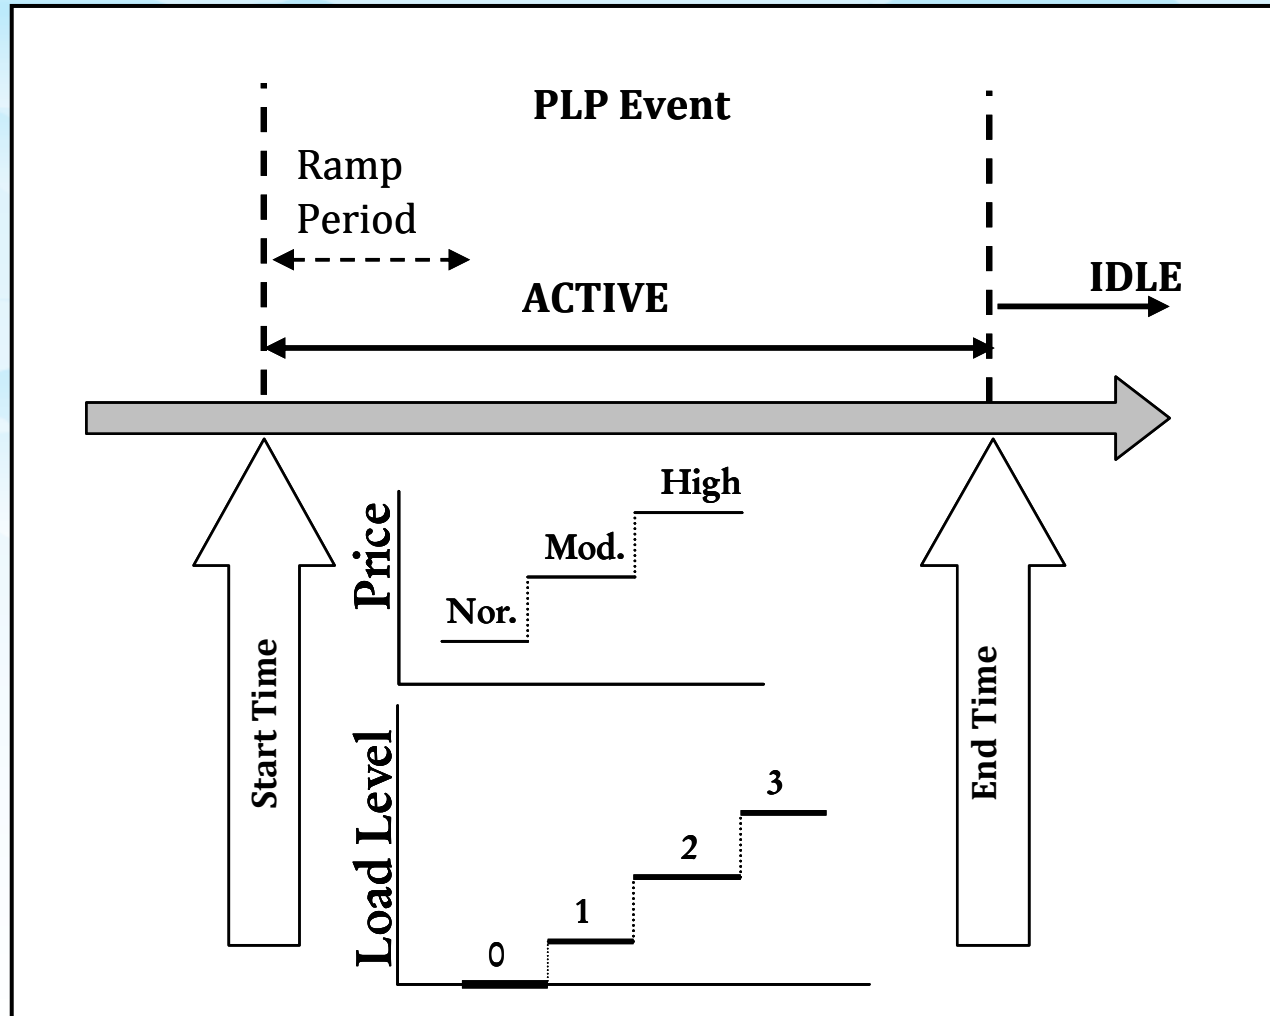 PLP Event
Ramp
Period
ACTIVE
IDLE
Start Time
Price
Nor.
Mod.
High
Load Level
0
1
2
3
End Time